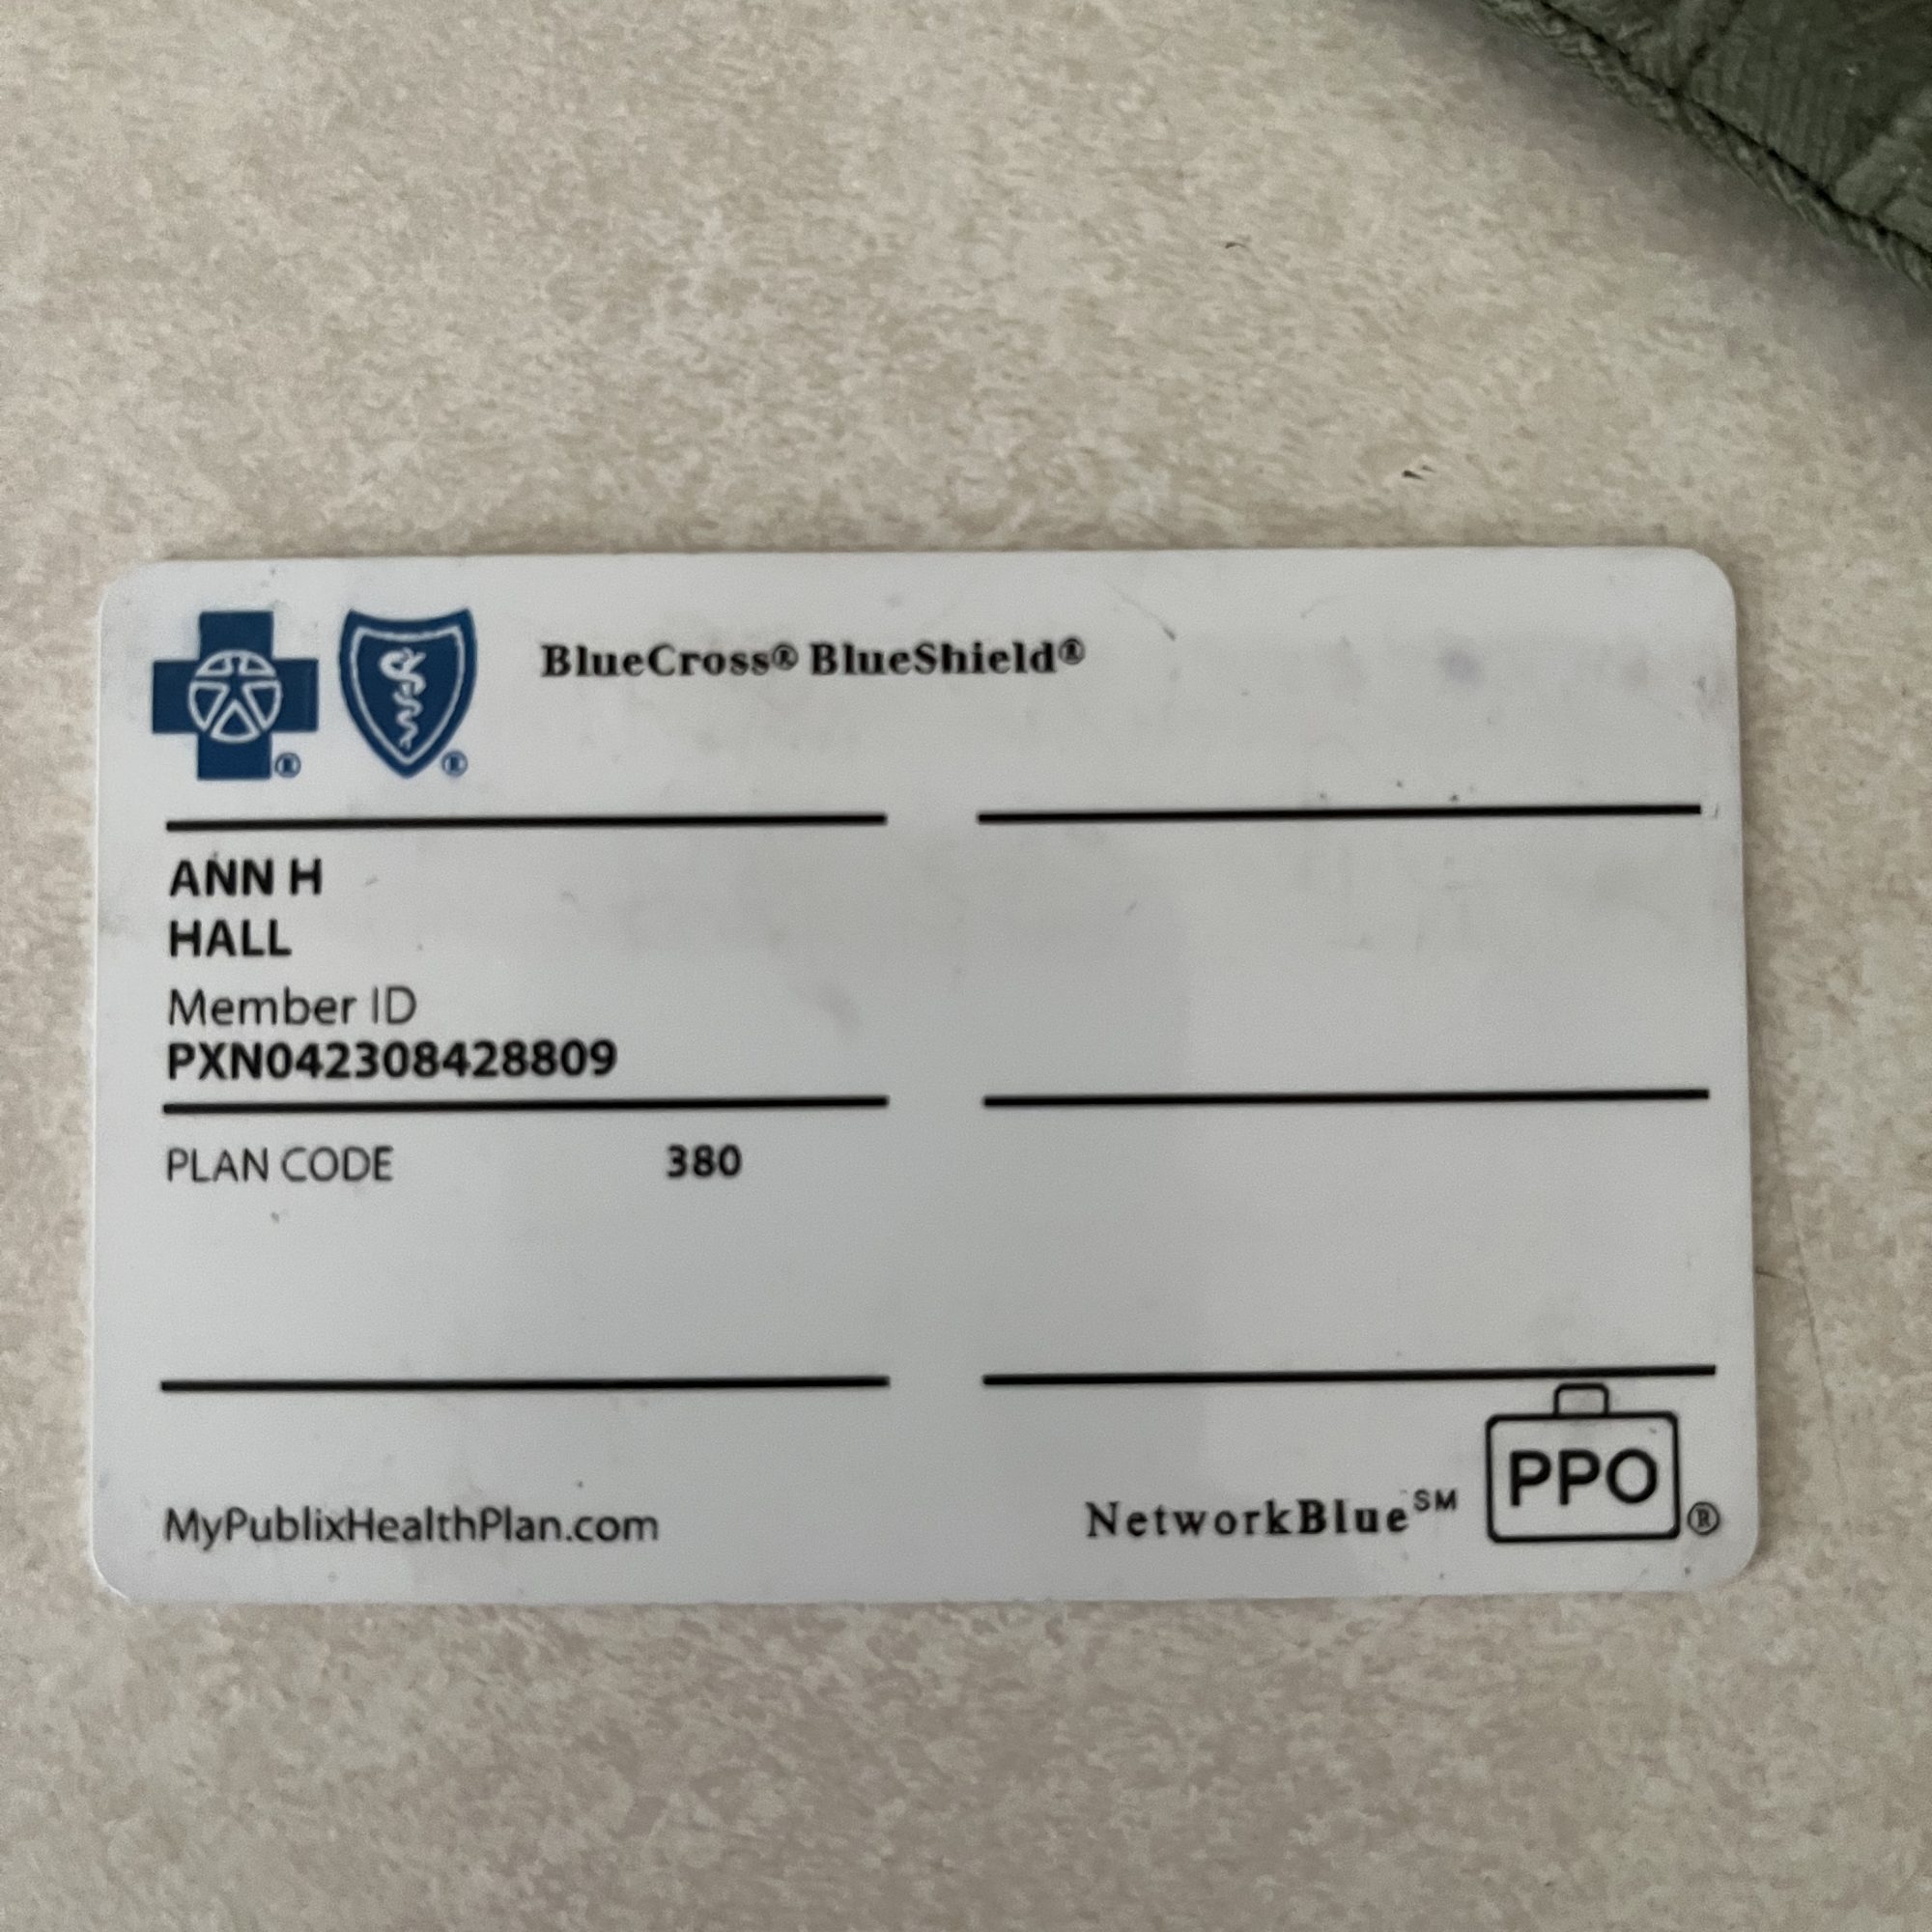 BlueCross® BlueShield®
® ®
ANN H
HALL
Member ID
PXN042308428809
PLAN CODE 380
MyPublixHealthPlan.com
NetworkBlue℠ PPO ®